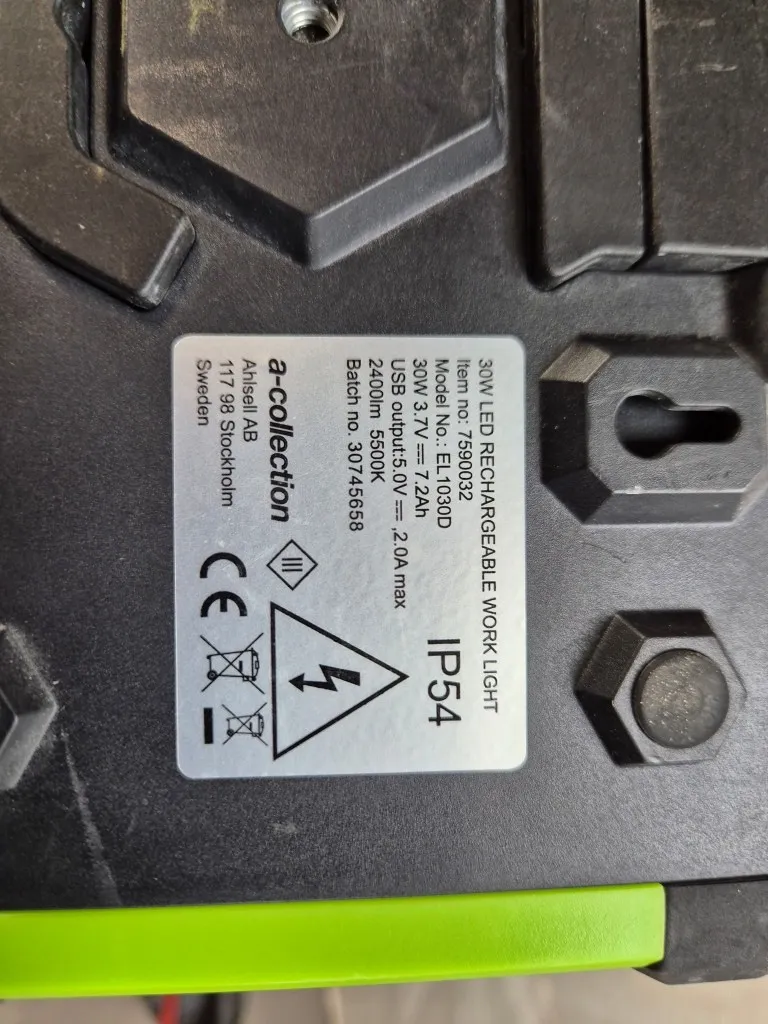 30W LED RECHARGEABLE WORK LIGHT
Item no: 7590032
Model No.: EL1030D
30W 3.7V ⎓ 7.2Ah
USB output:5.0V ⎓ ,2.0A max
2400lm 5500K
Batch no. 30745658
IP54
a-collection
Ahlsell AB
117 98 Stockholm
Sweden
III
CE